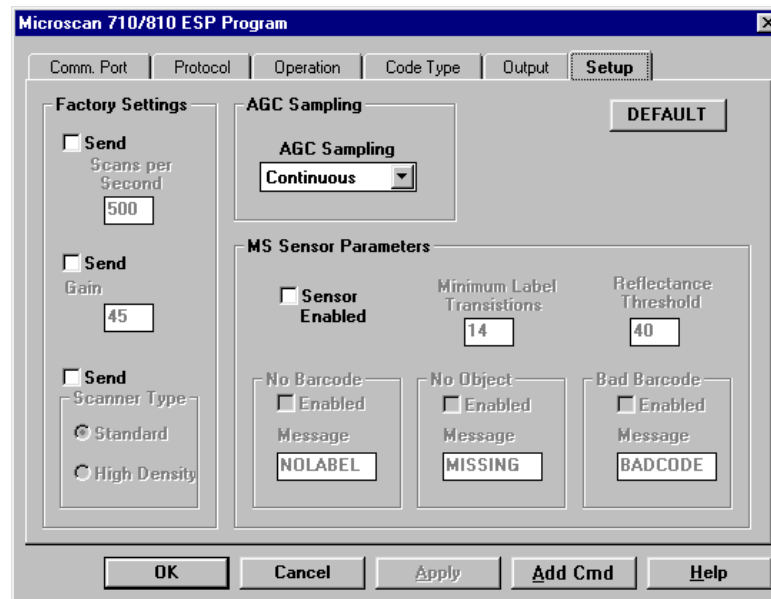 Microscan 710/810 ESP Program
Comm. Port
Protocol
Operation
Code Type
Output
Setup
Factory Settings
Send
Scans per
Second
500
Send
Gain
45
Send
Scanner Type
Standard
High Density
AGC Sampling
AGC Sampling
Continuous
DEFAULT
MS Sensor Parameters
Sensor
Enabled
Minimum Label
Transistions
14
Reflectance
Threshold
40
No Barcode
Enabled
Message
NOLABEL
No Object
Enabled
Message
MISSING
Bad Barcode
Enabled
Message
BADCODE
OK
Cancel
Apply
Add Cmd
Help